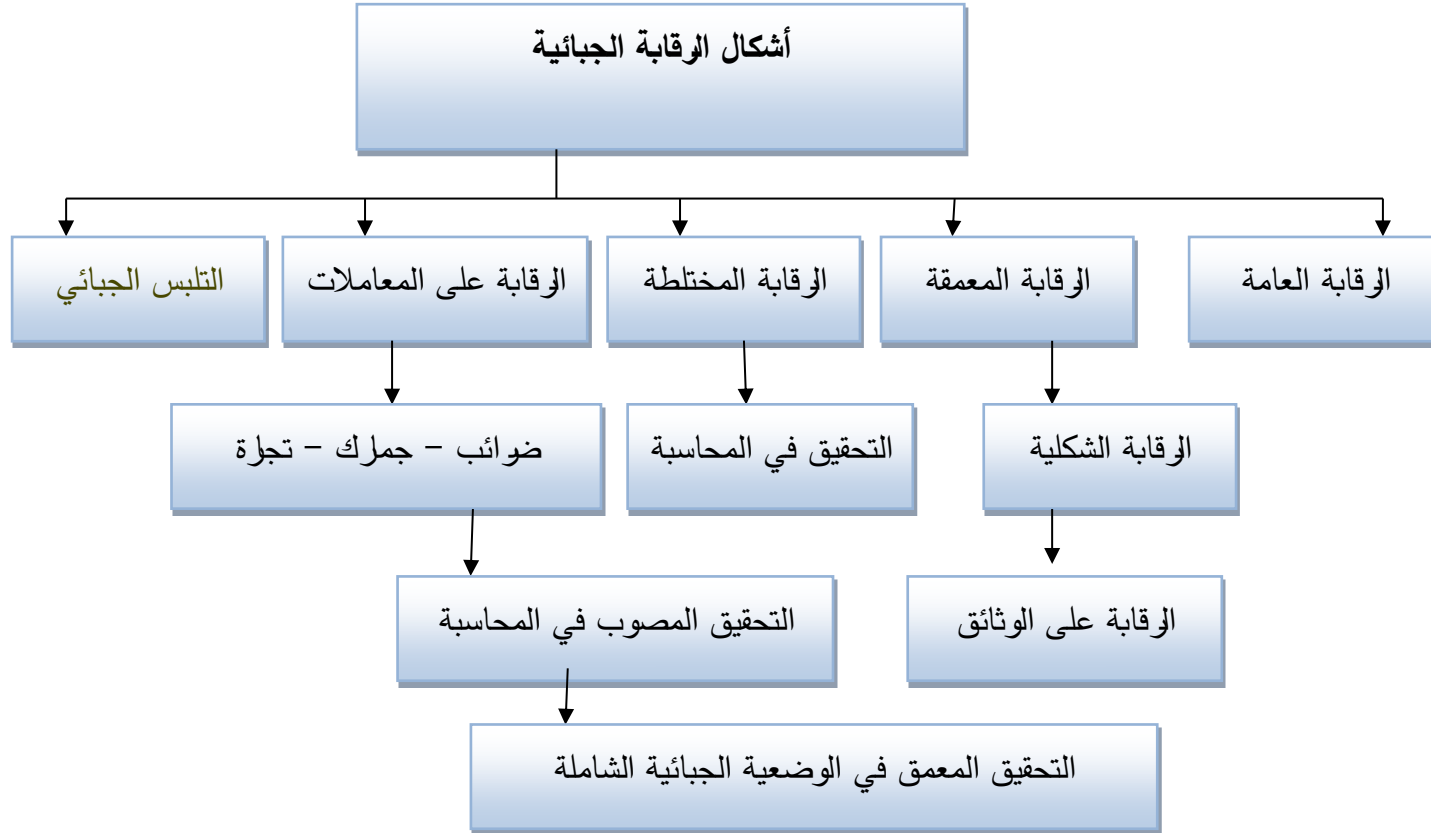 أشكال الرقابة الجبائية
الرقابة العامة
الرقابة المعمقة
الرقابة المختلطة
الرقابة على المعاملات
التلبس الجبائي
الرقابة الشكلية
التحقيق في المحاسبة
ضرائب – جمارك – تجارة
الرقابة على الوثائق
التحقيق المصوب في المحاسبة
التحقيق المعمق في الوضعية الجبائية الشاملة